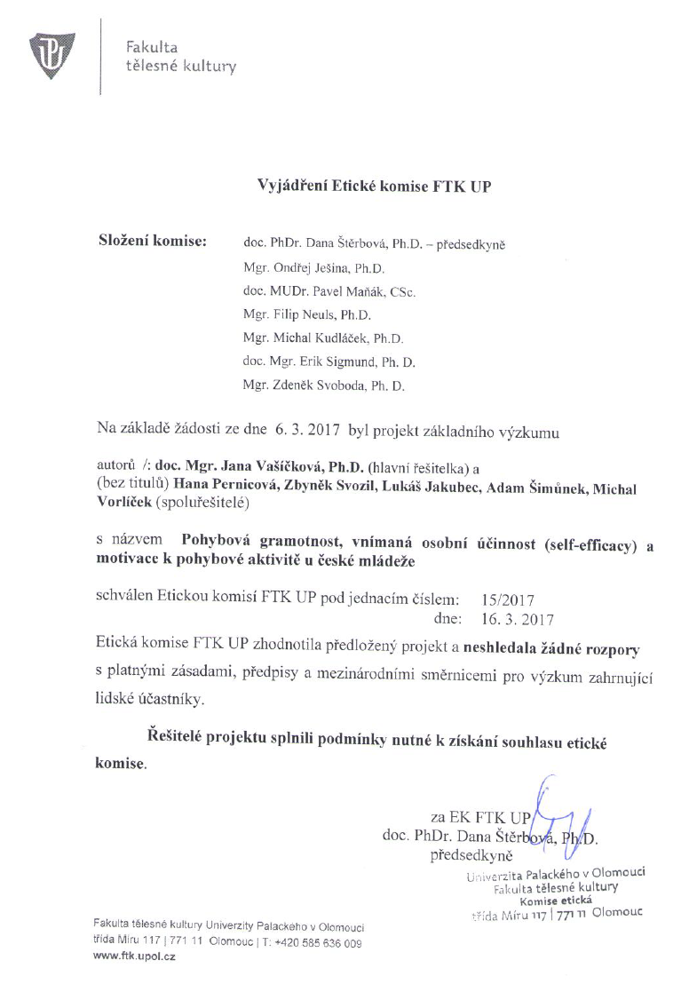 UP
Fakulta
tělesné kultury
Vyjádření Etické komise FTK UP
Složení komise: doc. PhDr. Dana Štěrbová, Ph.D. – předsedkyně
Mgr. Ondřej Ješina, Ph.D.
doc. MUDr. Pavel Maňák, CSc.
Mgr. Filip Neuls, Ph.D.
Mgr. Michal Kudláček, Ph.D.
doc. Mgr. Erik Sigmund, Ph. D.
Mgr. Zdeněk Svoboda, Ph. D.
Na základě žádosti ze dne 6. 3. 2017 byl projekt základního výzkumu
autorů /: doc. Mgr. Jana Vašíčková, Ph.D. (hlavní řešitelka) a
(bez titulů) Hana Pernicová, Zbyněk Svozil, Lukáš Jakubec, Adam Šimůnek, Michal
Vorlíček (spoluřešitelé)
s názvem Pohybová gramotnost, vnímaná osobní účinnost (self-efficacy) a
motivace k pohybové aktivitě u české mládeže
schválen Etickou komisí FTK UP pod jednacím číslem: 15/2017
dne: 16. 3. 2017
Etická komise FTK UP zhodnotila předložený projekt a neshledala žádné rozpory
s platnými zásadami, předpisy a mezinárodními směrnicemi pro výzkum zahrnující
lidské účastníky.
Řešitelé projektu splnili podmínky nutné k získání souhlasu etické
komise.
za EK FTK UP
doc. PhDr. Dana Štěrbová, Ph.D.
předsedkyně
Univerzita Palackého v Olomouci
Fakulta tělesné kultury
Komise etická
třída Míru 117 | 771 11 Olomouc
Fakulta tělesné kultury Univerzity Palackého v Olomouci
třída Míru 117 | 771 11 Olomouc | T: +420 585 636 009
www.ftk.upol.cz